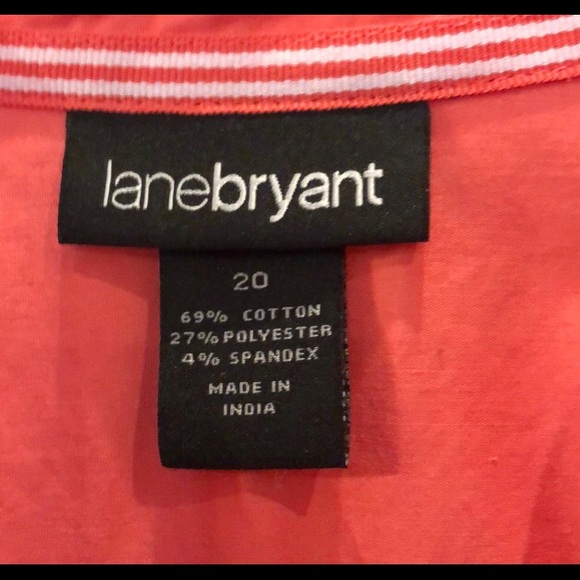 lanebryant
20
69% COTTON
27% POLYESTER
4% SPANDEX
MADE IN
INDIA